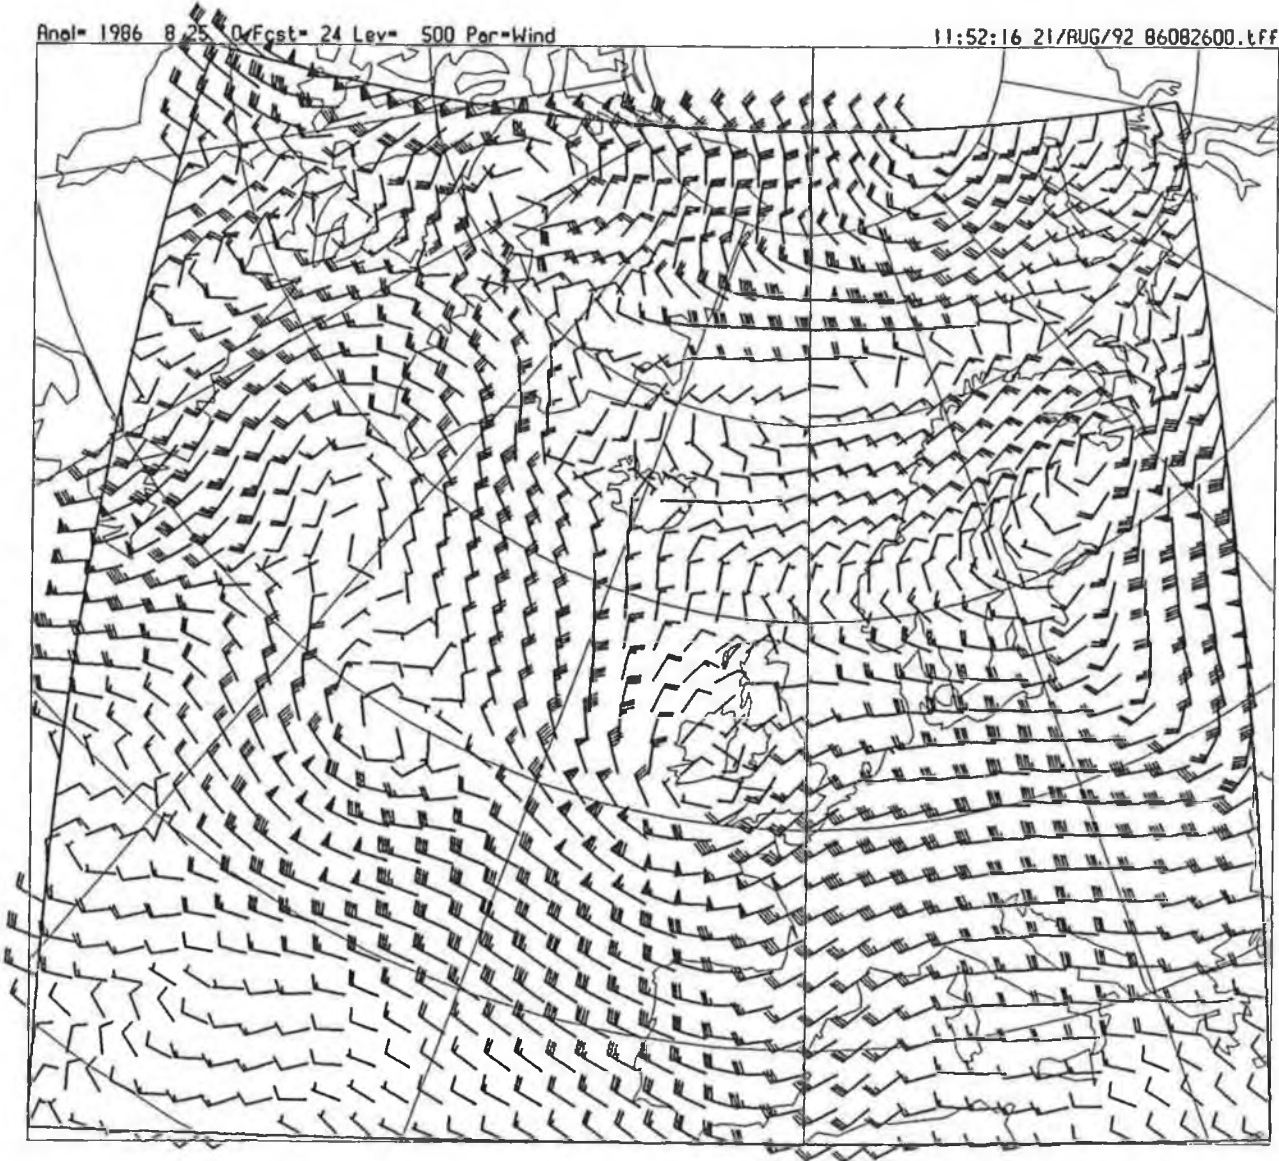 Anal= 1986 8 25 0 Fcst= 24 Lev= 500 Par=Wind
11:52:16 21/AUG/92 86082600.tff